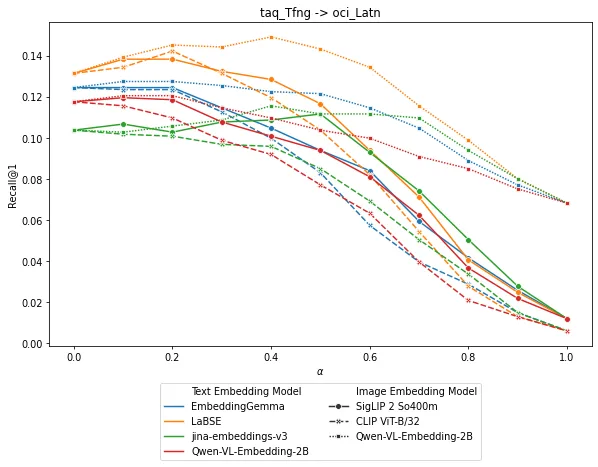 taq_Tfng -> oci_Latn
Recall@1
0.14
0.12
0.10
0.08
0.06
0.04
0.02
0.00
0.0 0.2 0.4 0.6 0.8 1.0
α
Text Embedding Model Image Embedding Model
EmbeddingGemma SigLIP 2 So400m
LaBSE CLIP ViT-B/32
jina-embeddings-v3 Qwen-VL-Embedding-2B
Qwen-VL-Embedding-2B